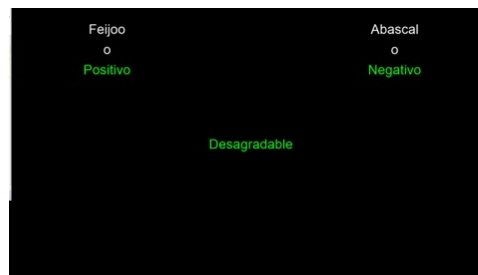 Feijoo
o
Positivo
Abascal
o
Negativo
Desagradable